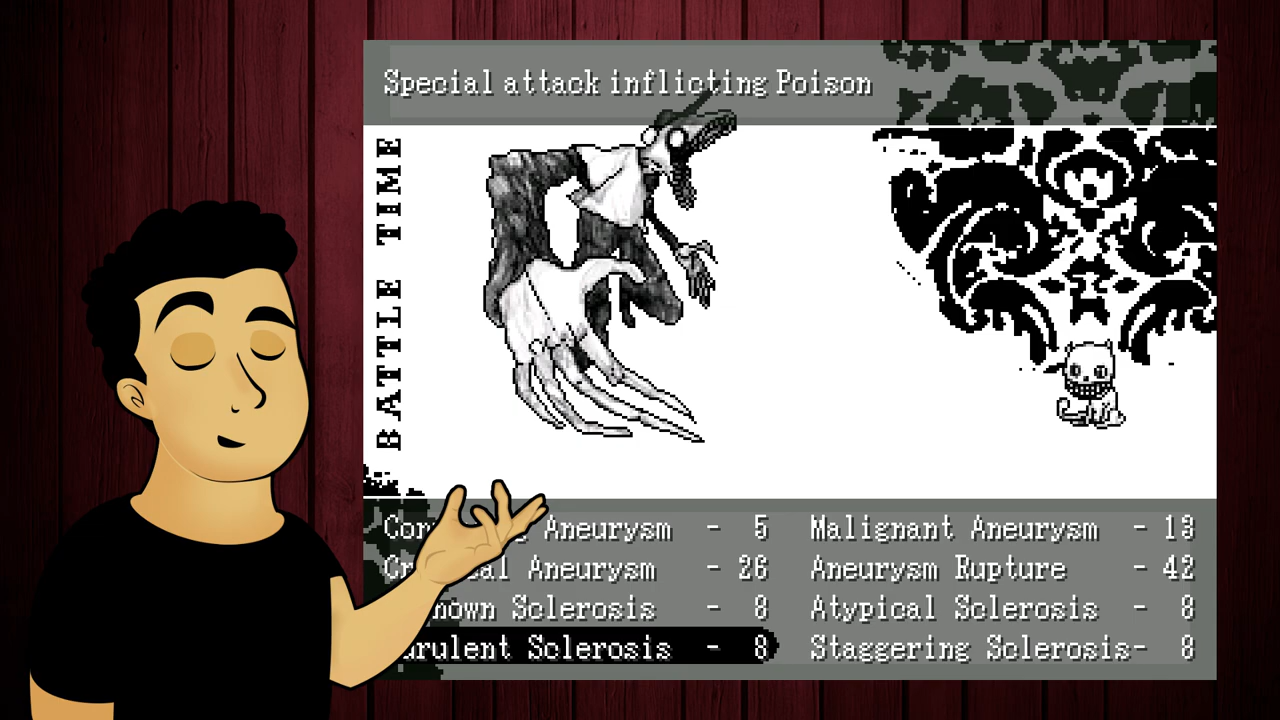 Special attack inflicting Poison
BATTLE TIME
Aneurysm - 5 Malignant Aneurysm - 13
Aneurysm - 26 Aneurysm Rupture - 42
Sclerosis - 8 Atypical Sclerosis - 8
Sclerosis - 8 Staggering Sclerosis- 8